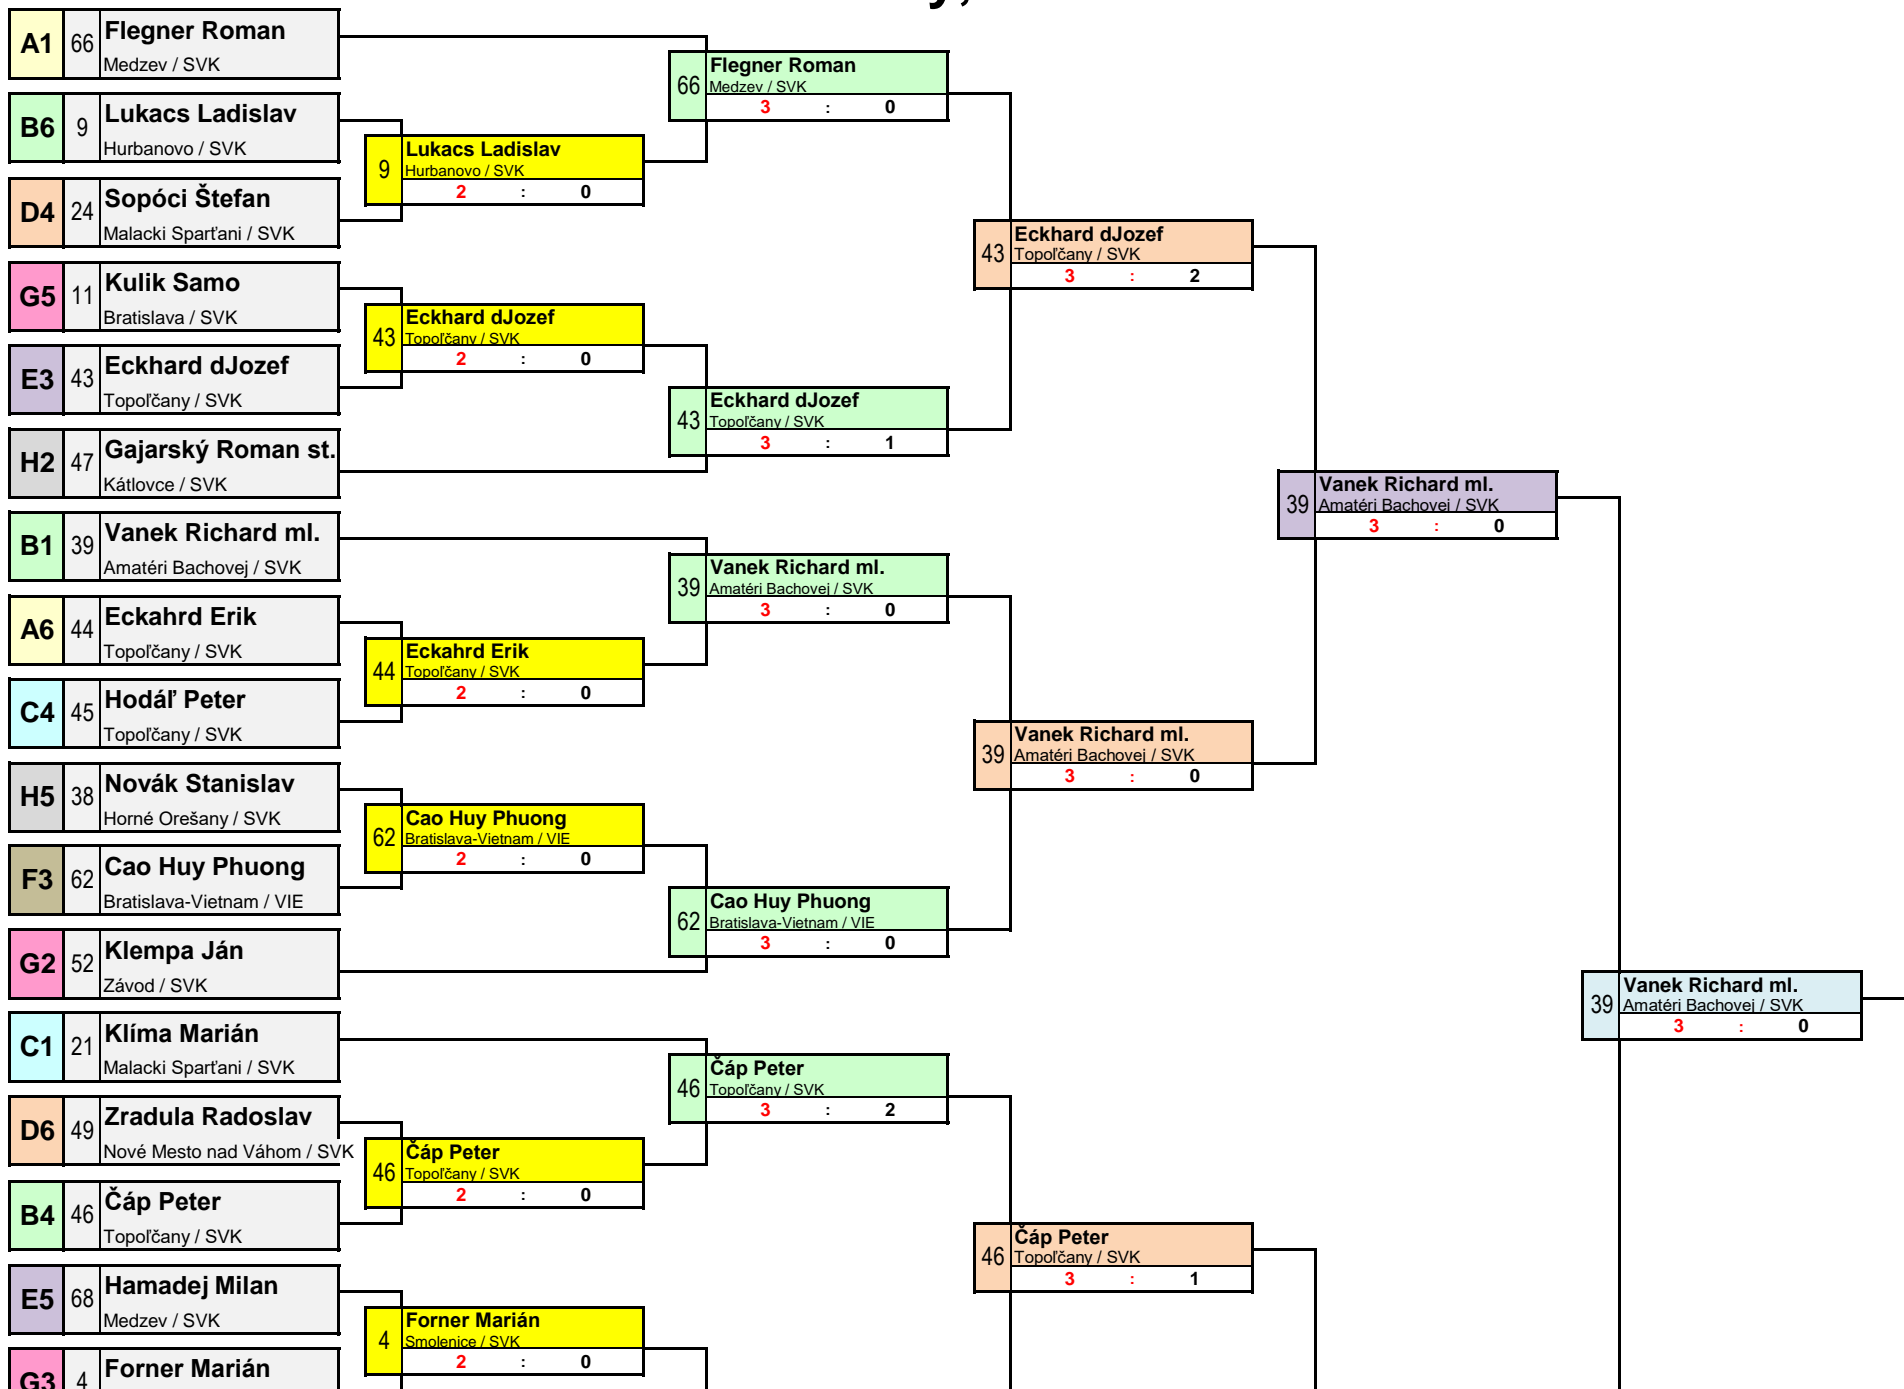 A1 66 Flegner Roman
Medzev / SVK
B6 9 Lukacs Ladislav
Hurbanovo / SVK
D4 24 Sopóci Štefan
Malacki Sparťani / SVK
G5 11 Kulik Samo
Bratislava / SVK
E3 43 Eckhard dJozef
Topoľčany / SVK
H2 47 Gajarský Roman st.
Kátlovce / SVK
B1 39 Vanek Richard ml.
Amatéri Bachovej / SVK
A6 44 Eckahrd Erik
Topoľčany / SVK
C4 45 Hodáľ Peter
Topoľčany / SVK
H5 38 Novák Stanislav
Horné Orešany / SVK
F3 62 Cao Huy Phuong
Bratislava-Vietnam / VIE
G2 52 Klempa Ján
Závod / SVK
C1 21 Klíma Marián
Malacki Sparťani / SVK
D6 49 Zradula Radoslav
Nové Mesto nad Váhom / SVK
B4 46 Čáp Peter
Topoľčany / SVK
E5 68 Hamadej Milan
Medzev / SVK
G3 4 Forner Marián
9 Lukacs Ladislav
Hurbanovo / SVK
2 : 0
43 Eckhard dJozef
Topoľčany / SVK
2 : 0
44 Eckahrd Erik
Topoľčany / SVK
2 : 0
62 Cao Huy Phuong
Bratislava-Vietnam / VIE
2 : 0
46 Čáp Peter
Topoľčany / SVK
2 : 0
4 Forner Marián
Smolenice / SVK
2 : 0
66 Flegner Roman
Medzev / SVK
3 : 0
43 Eckhard dJozef
Topoľčany / SVK
3 : 1
39 Vanek Richard ml.
Amatéri Bachovej / SVK
3 : 0
62 Cao Huy Phuong
Bratislava-Vietnam / VIE
3 : 0
46 Čáp Peter
Topoľčany / SVK
3 : 2
43 Eckhard dJozef
Topoľčany / SVK
3 : 2
39 Vanek Richard ml.
Amatéri Bachovej / SVK
3 : 0
46 Čáp Peter
Topoľčany / SVK
3 : 1
39 Vanek Richard ml.
Amatéri Bachovej / SVK
3 : 0
39 Vanek Richard ml.
Amatéri Bachovej / SVK
3 : 0